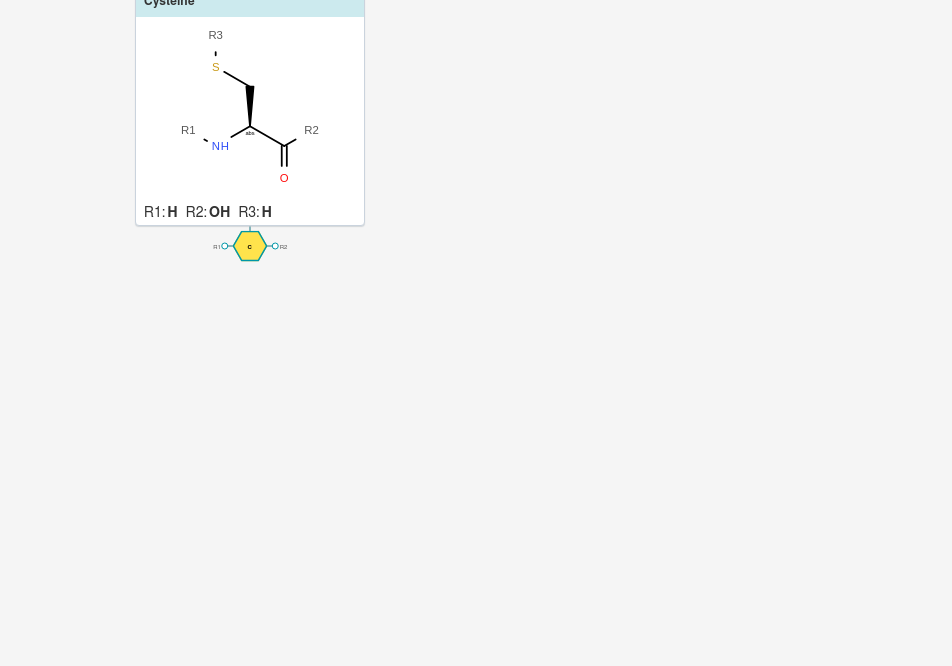 Cysteine
R3
S
R1
R2
abs
NH
O
R1: H R2: OH R3: H
R1 c R2